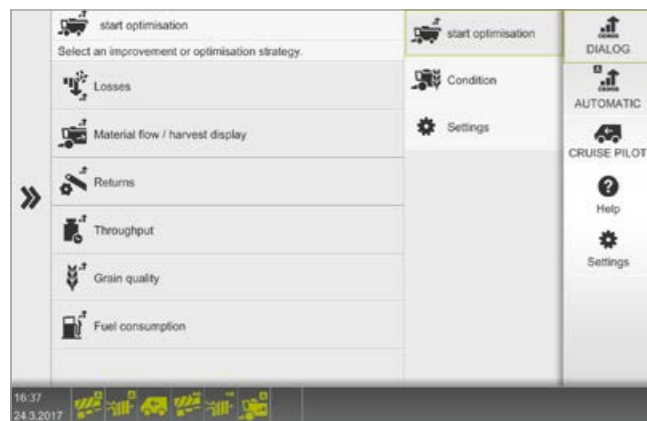 start optimisation
Select an improvement or optimisation strategy.
Losses
Material flow / harvest display
Returns
Throughput
Grain quality
Fuel consumption
start optimisation
Condition
Settings
DIALOG
AUTOMATIC
CRUISE PILOT
Help
Settings
16:37
24.3.2017